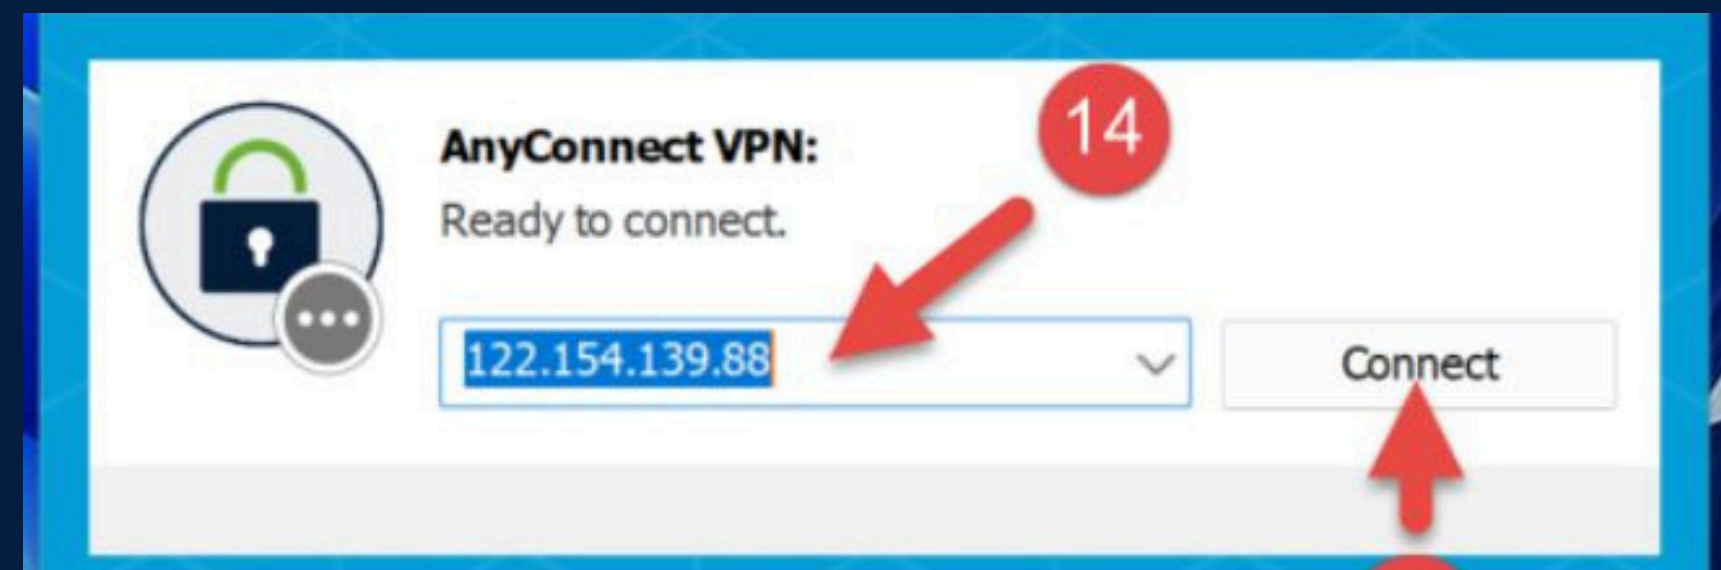 14
AnyConnect VPN:
Ready to connect.
122.154.139.88
Connect